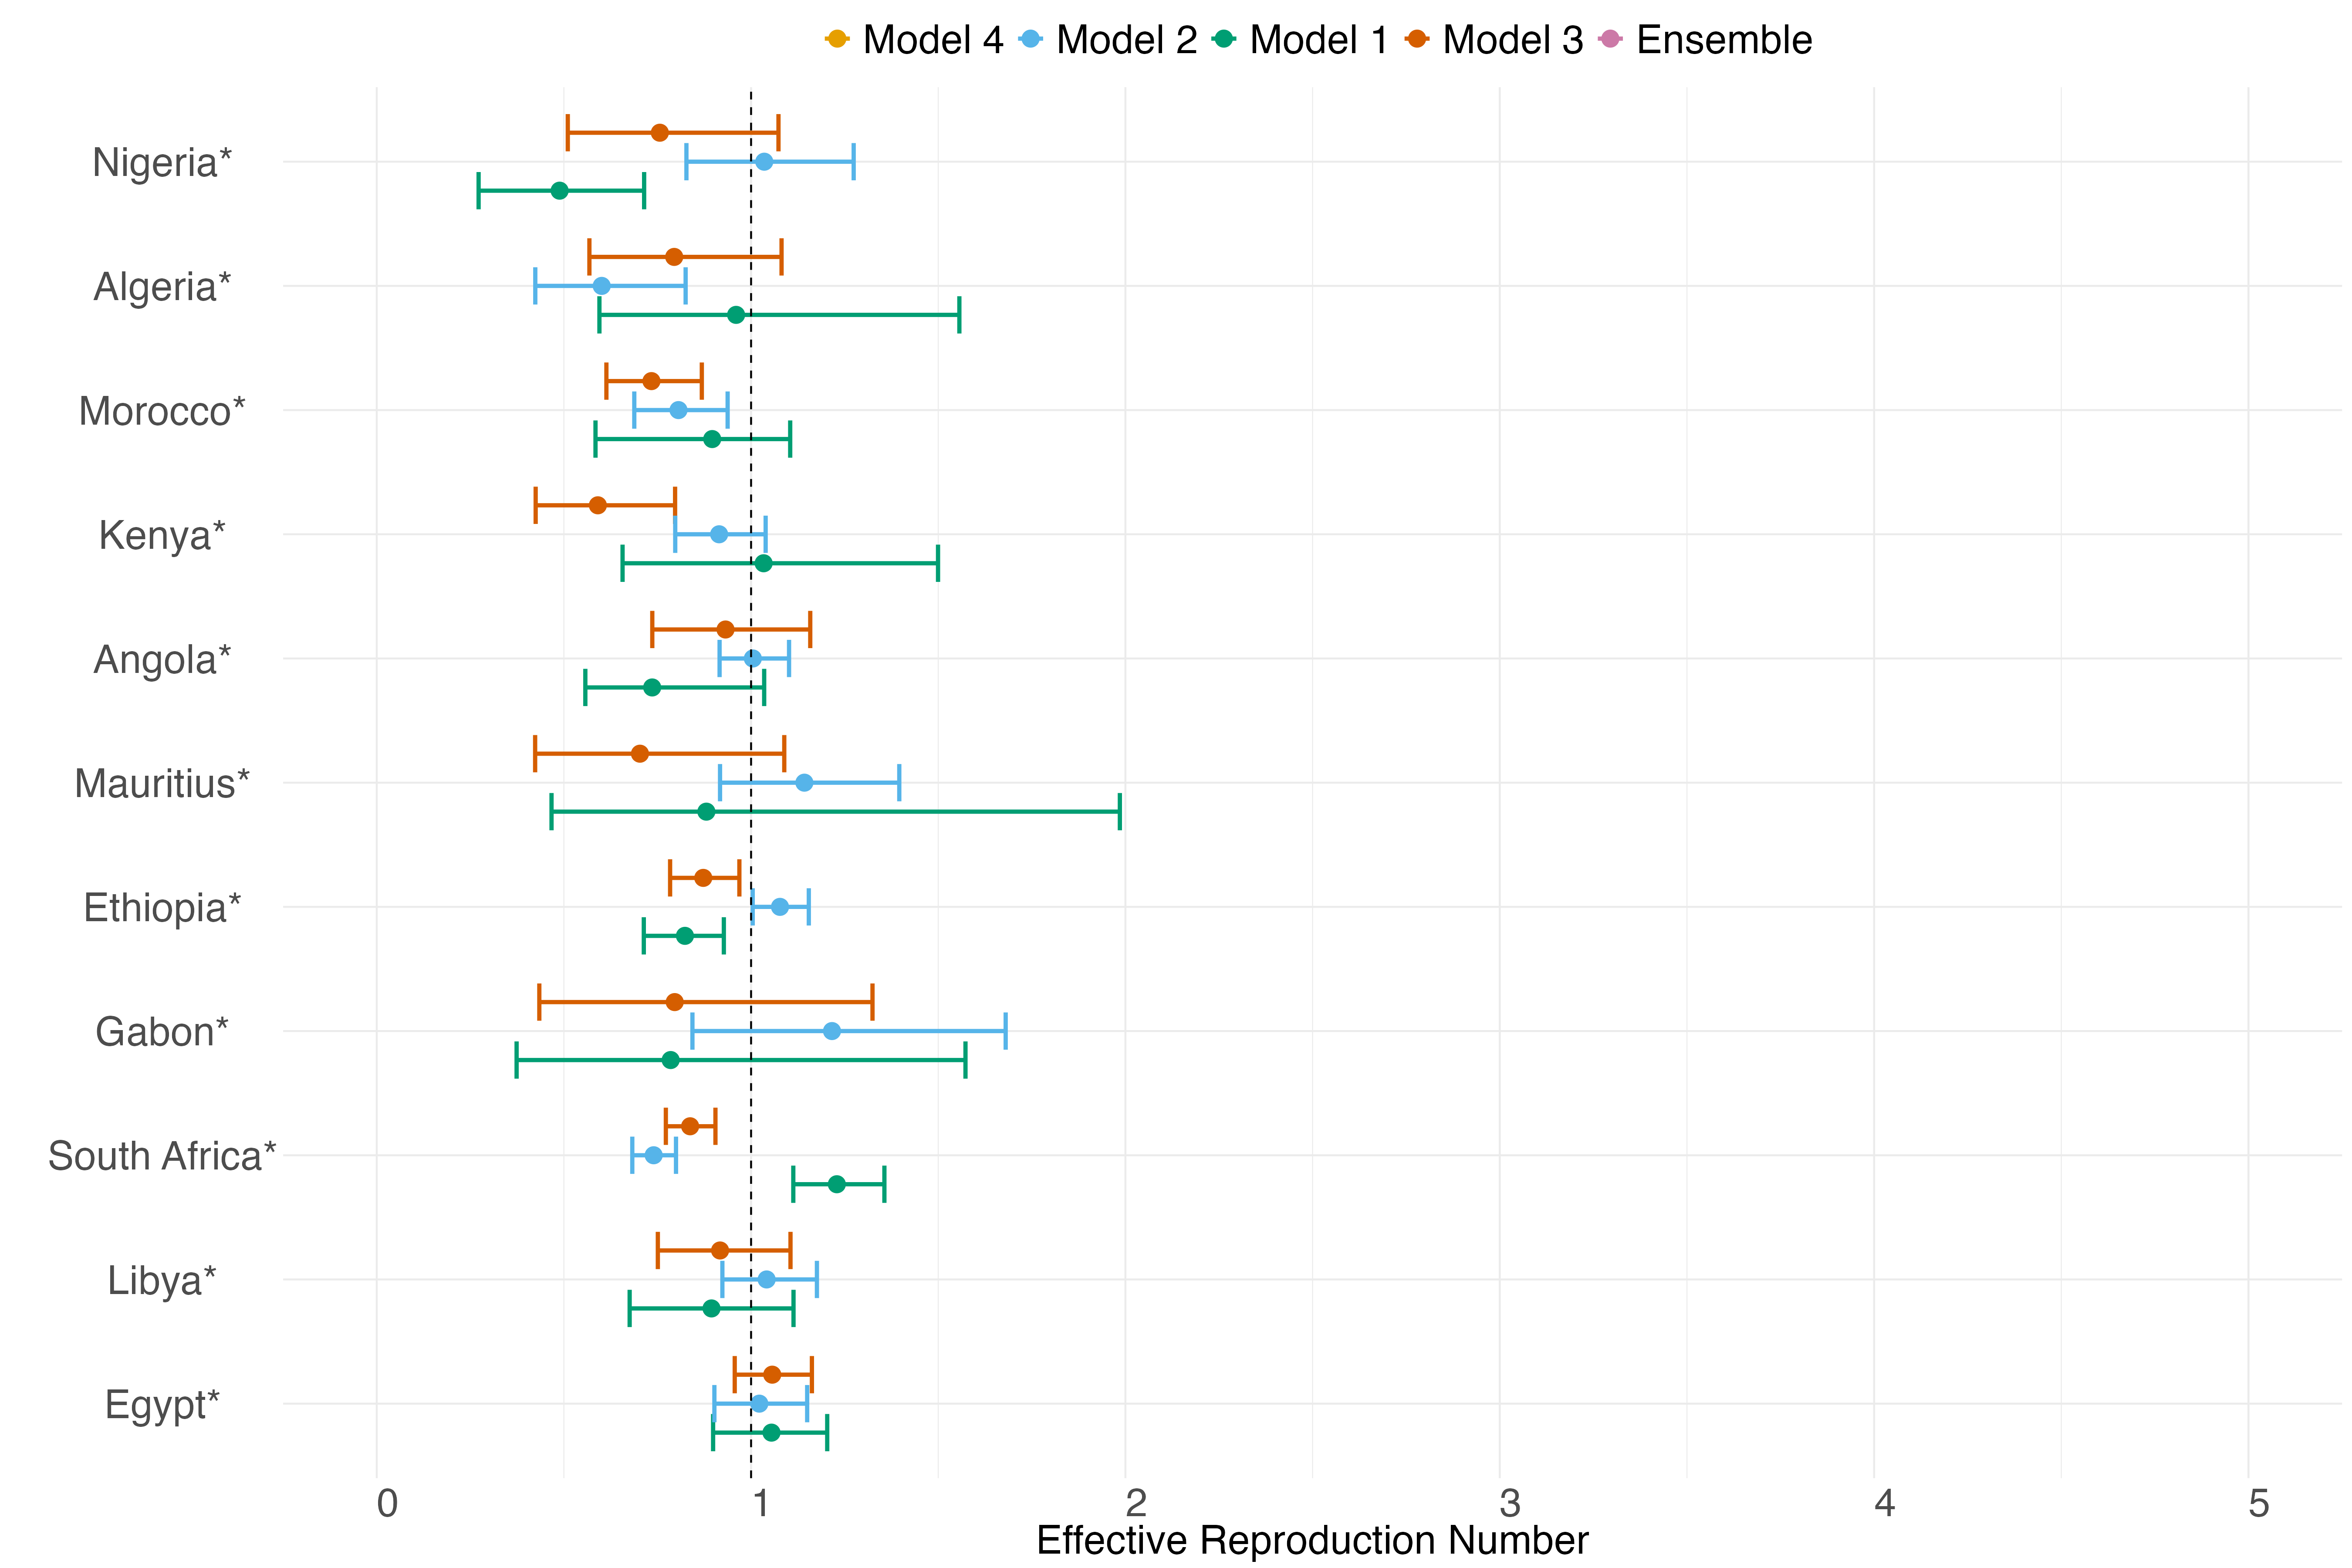 Model 4 Model 2 Model 1 Model 3 Ensemble
Nigeria*
Algeria*
Morocco*
Kenya*
Angola*
Mauritius*
Ethiopia*
Gabon*
South Africa*
Libya*
Egypt*
0 1 2 3 4 5
Effective Reproduction Number